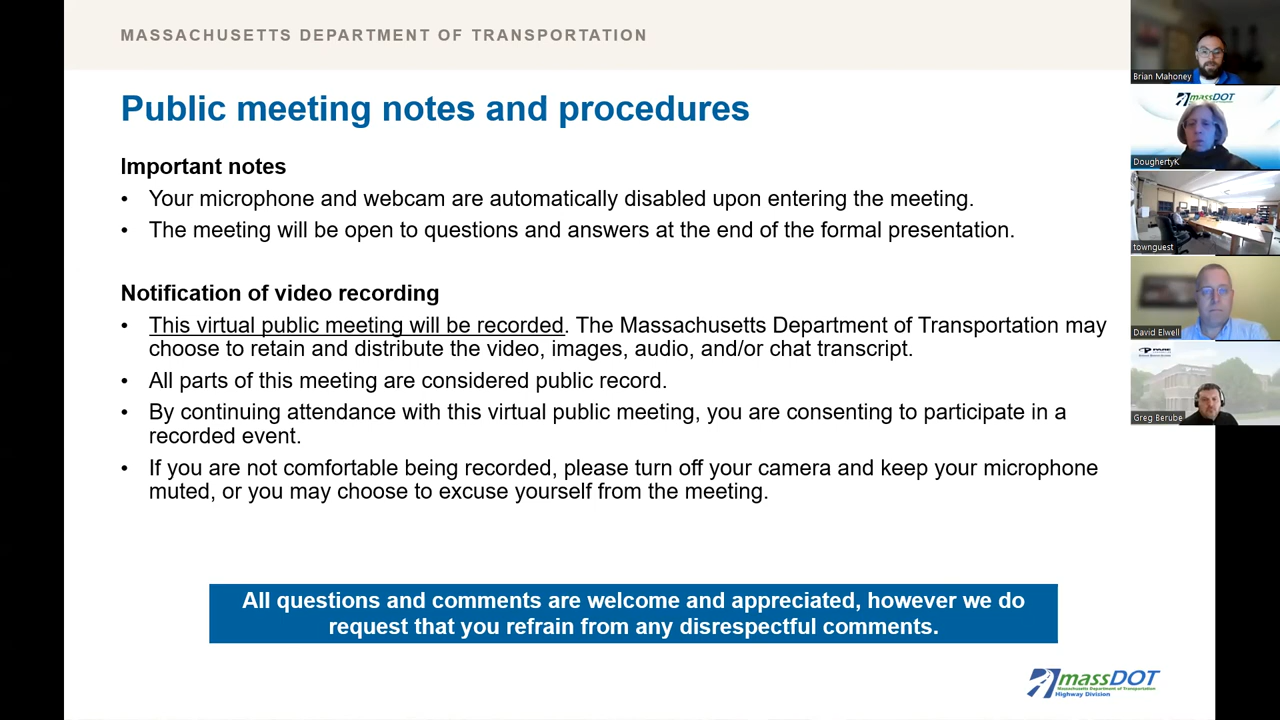 MASSACHUSETTS DEPARTMENT OF TRANSPORTATION
Public meeting notes and procedures
Important notes
• Your microphone and webcam are automatically disabled upon entering the meeting.
• The meeting will be open to questions and answers at the end of the formal presentation.
Notification of video recording
• This virtual public meeting will be recorded. The Massachusetts Department of Transportation may
choose to retain and distribute the video, images, audio, and/or chat transcript.
• All parts of this meeting are considered public record.
• By continuing attendance with this virtual public meeting, you are consenting to participate in a
recorded event.
• If you are not comfortable being recorded, please turn off your camera and keep your microphone
muted, or you may choose to excuse yourself from the meeting.
All questions and comments are welcome and appreciated, however we do
request that you refrain from any disrespectful comments.
massDOT
Massachusetts Department of Transportation
Highway Division
Brian Mahoney
massDOT
DoughertyK
townguest
David Elwell
PARE
Greg Berube